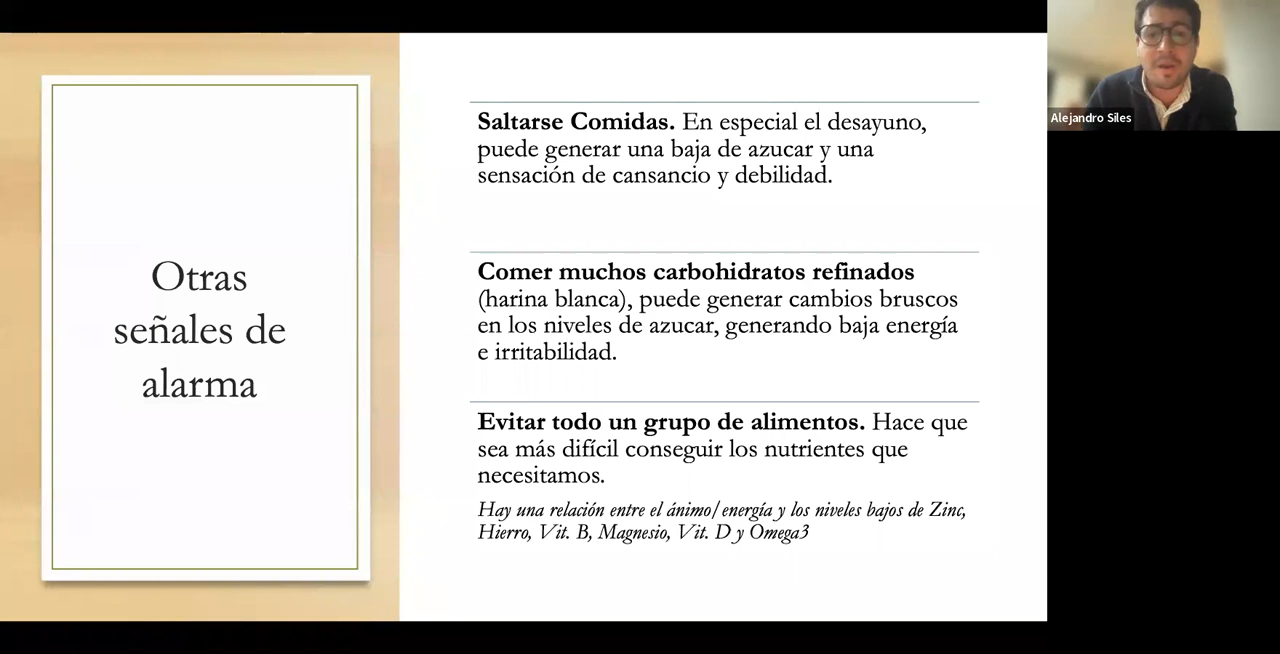 Otras
señales de
alarma
Saltarse Comidas. En especial el desayuno,
puede generar una baja de azucar y una
sensación de cansancio y debilidad.
Comer muchos carbohidratos refinados
(harina blanca), puede generar cambios bruscos
en los niveles de azucar, generando baja energía
e irritabilidad.
Evitar todo un grupo de alimentos. Hace que
sea más difícil conseguir los nutrientes que
necesitamos.
Hay una relación entre el ánimo/energía y los niveles bajos de Zinc,
Hierro, Vit. B, Magnesio, Vit. D y Omega3
Alejandro Siles